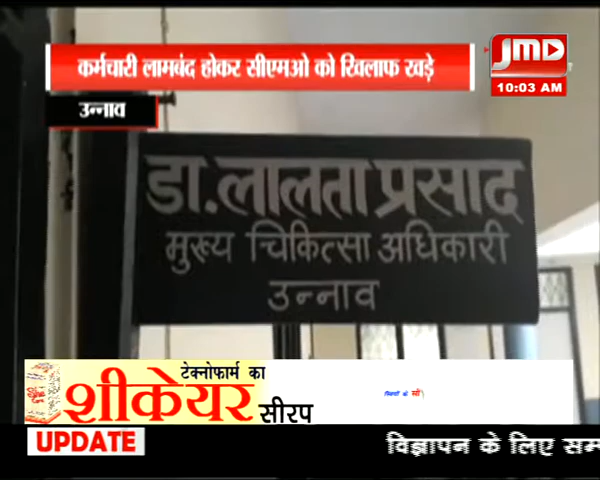 कर्मचारी लामबंद होकर सीएमओ को खिलाफ खड़े
JMD
10:03 AM
उन्नाव
डा.लालता प्रसाद
मुख्य चिकित्सा अधिकारी
उन्नाव
टेक्नोफार्म का
शीकेयर सीरप
UPDATE
विज्ञापन के लिए सम्प